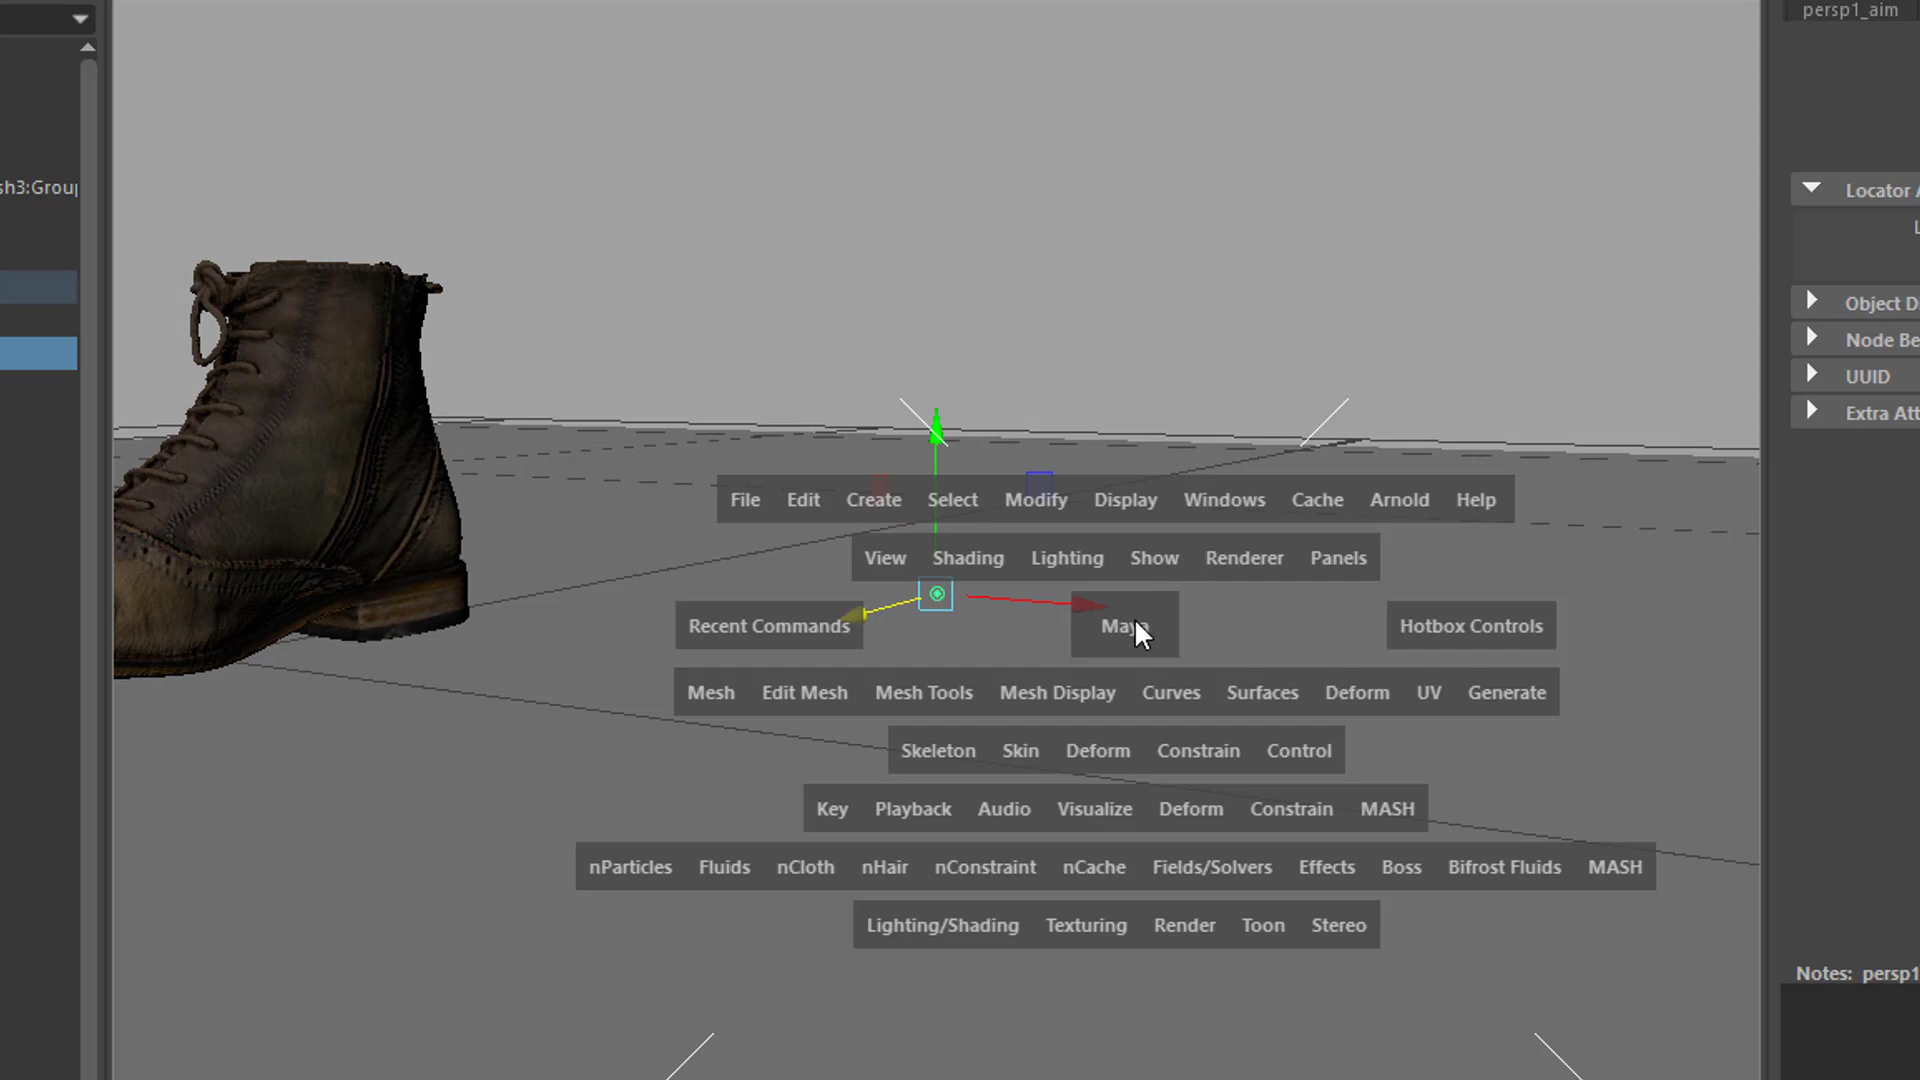 persp1_aim
sh3:Grou
Locator A
L
Object Di
Node Be
UUID
Extra Att
File Edit Create Select Modify Display Windows Cache Arnold Help
View Shading Lighting Show Renderer Panels
Recent Commands Maya Hotbox Controls
Mesh Edit Mesh Mesh Tools Mesh Display Curves Surfaces Deform UV Generate
Skeleton Skin Deform Constrain Control
Key Playback Audio Visualize Deform Constrain MASH
nParticles Fluids nCloth nHair nConstraint nCache Fields/Solvers Effects Boss Bifrost Fluids MASH
Lighting/Shading Texturing Render Toon Stereo
Notes: persp1